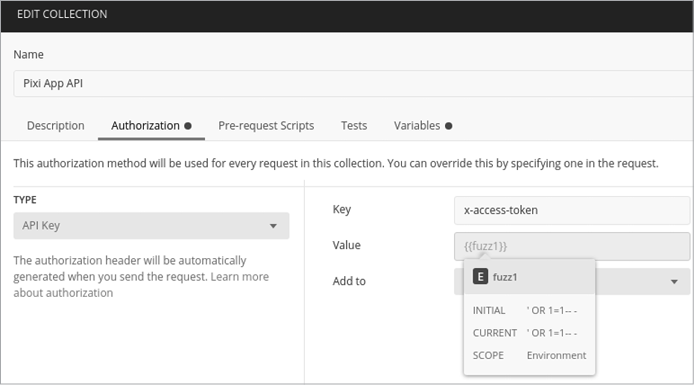 EDIT COLLECTION
Name
Pixi App API
Description Authorization Pre-request Scripts Tests Variables
This authorization method will be used for every request in this collection. You can override this by specifying one in the request.
TYPE
API Key
The authorization header will be automatically
generated when you send the request. Learn more
about authorization
Key x-access-token
Value {{fuzz1}}
Add to
E fuzz1
INITIAL ' OR 1=1-- -
CURRENT ' OR 1=1-- -
SCOPE Environment